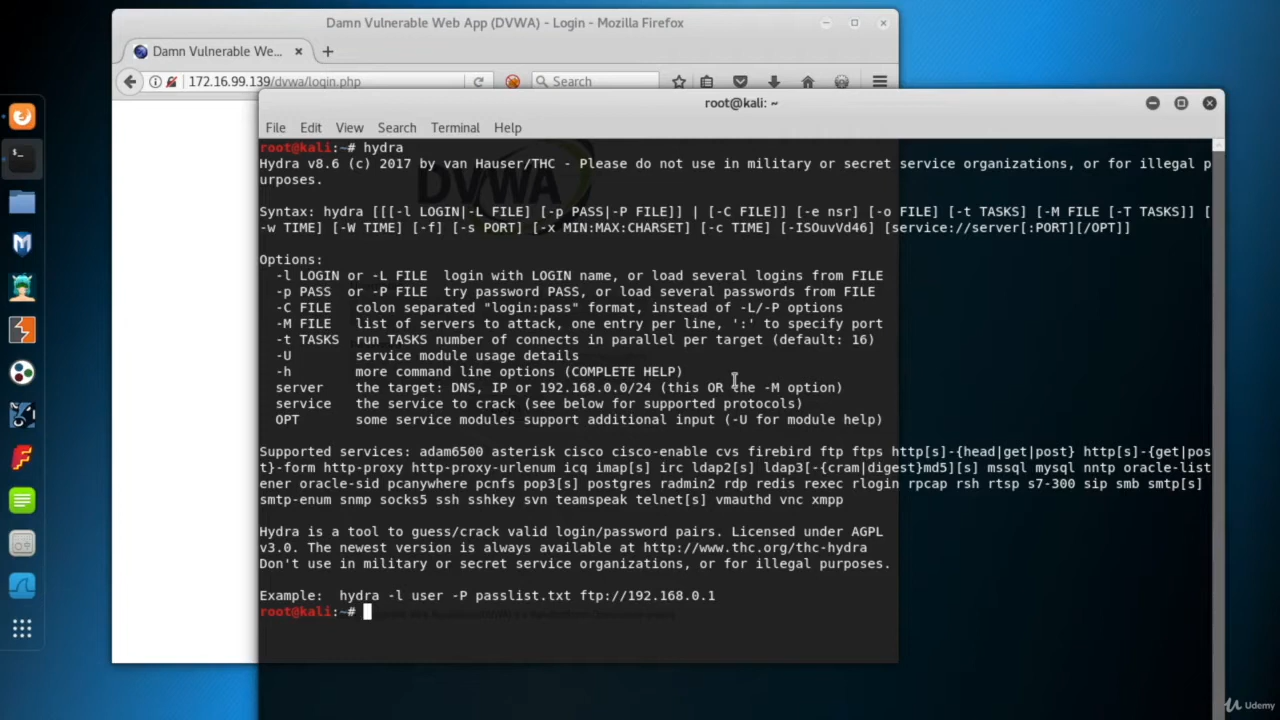 Damn Vulnerable Web App (DVWA) - Login - Mozilla Firefox
Damn Vulnerable We...
172.16.99.139/dvwa/login.php
Search
root@kali: ~
File Edit View Search Terminal Help
DVWA
root@kali:~# hydra
Hydra v8.6 (c) 2017 by van Hauser/THC - Please do not use in military or secret service organizations, or for illegal p
urposes.
Syntax: hydra [[[-l LOGIN|-L FILE] [-p PASS|-P FILE]] | [-C FILE]] [-e nsr] [-o FILE] [-t TASKS] [-M FILE [-T TASKS]] [
-w TIME] [-W TIME] [-f] [-s PORT] [-x MIN:MAX:CHARSET] [-c TIME] [-ISOuvVd46] [service://server[:PORT][/OPT]]
Options:
-l LOGIN or -L FILE login with LOGIN name, or load several logins from FILE
-p PASS or -P FILE try password PASS, or load several passwords from FILE
-C FILE colon separated "login:pass" format, instead of -L/-P options
-M FILE list of servers to attack, one entry per line, ':' to specify port
-t TASKS run TASKS number of connects in parallel per target (default: 16)
-U service module usage details
-h more command line options (COMPLETE HELP)
server the target: DNS, IP or 192.168.0.0/24 (this OR the -M option)
service the service to crack (see below for supported protocols)
OPT some service modules support additional input (-U for module help)
Supported services: adam6500 asterisk cisco cisco-enable cvs firebird ftp ftps http[s]-{head|get|post} http[s]-{get|pos
t}-form http-proxy http-proxy-urlenum icq imap[s] irc ldap2[s] ldap3[-{cram|digest}md5][s] mssql mysql nntp oracle-list
ener oracle-sid pcanywhere pcnfs pop3[s] postgres radmin2 rdp redis rexec rlogin rpcap rsh rtsp s7-300 sip smb smtp[s]
smtp-enum snmp socks5 ssh sshkey svn teamspeak telnet[s] vmauthd vnc xmpp
Hydra is a tool to guess/crack valid login/password pairs. Licensed under AGPL
v3.0. The newest version is always available at http://www.thc.org/thc-hydra
Don't use in military or secret service organizations, or for illegal purposes.
Example: hydra -l user -P passlist.txt ftp://192.168.0.1
root@kali:~#
Udemy